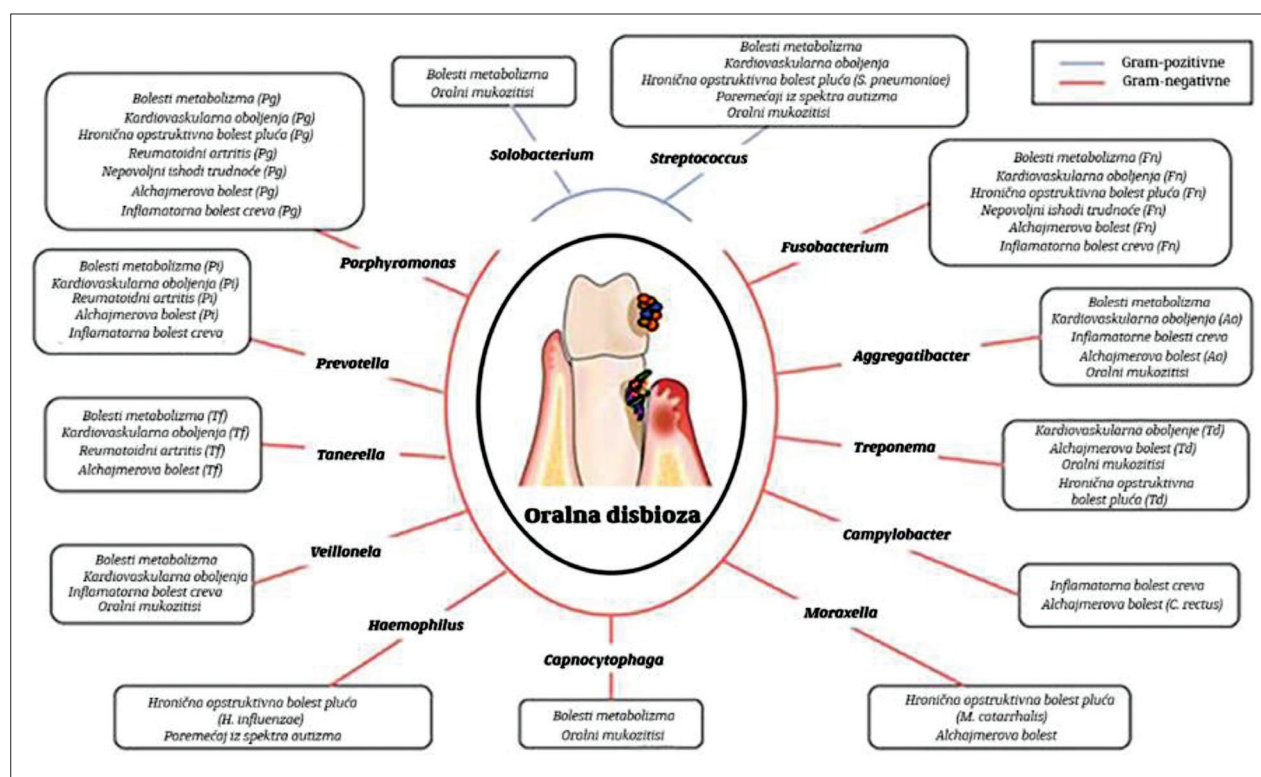 Bolesti metabolizma
Oralni mukozitisi
Solobacterium
Bolesti metabolizma
Kardiovaskularna oboljenja
Hronična opstruktivna bolest pluća (S. pneumoniae)
Poremećaji iz spektra autizma
Oralni mukozitisi
Streptococcus
Gram-pozitivne
Gram-negativne
Bolesti metabolizma (Pg)
Kardiovaskularna oboljenja (Pg)
Hronična opstruktivna bolest pluća (Pg)
Reumatoidni artritis (Pg)
Nepovoljni ishodi trudnoće (Pg)
Alchajmerova bolest (Pg)
Inflamatorna bolest creva (Pg)
Porphyromonas
Bolesti metabolizma (Fn)
Kardiovaskularna oboljenja (Fn)
Hronična opstruktivna bolest pluća (Fn)
Nepovoljni ishodi trudnoće (Fn)
Alchajmerova bolest (Fn)
Inflamatorna bolest creva (Fn)
Fusobacterium
Bolesti metabolizma (Pi)
Kardiovaskularna oboljenja (Pi)
Reumatoidni artritis (Pi)
Alchajmerova bolest (Pi)
Inflamatorna bolest creva
Prevotella
Bolesti metabolizma
Kardiovaskularna oboljenja (Aa)
Inflamatorne bolesti creva
Alchajmerova bolest (Aa)
Oralni mukozitisi
Aggregatibacter
Bolesti metabolizma (Tf)
Kardiovaskularna oboljenja (Tf)
Reumatoidni artritis (Tf)
Alchajmerova bolest (Tf)
Tanerella
Kardiovaskularna oboljenje (Td)
Alchajmerova bolest (Td)
Oralni mukozitisi
Hronična opstruktivna
bolest pluća (Td)
Treponema
Oralna disbioza
Bolesti metabolizma
Kardiovaskularna oboljenja
Inflamatorna bolest creva
Oralni mukozitisi
Veillonela
Inflamatorna bolest creva
Alchajmerova bolest (C. rectus)
Campylobacter
Haemophilus
Hronična opstruktivna bolest pluća
(H. influenzae)
Poremećaj iz spektra autizma
Capnocytophaga
Bolesti metabolizma
Oralni mukozitisi
Moraxella
Hronična opstruktivna bolest pluća
(M. catarrhalis)
Alchajmerova bolest